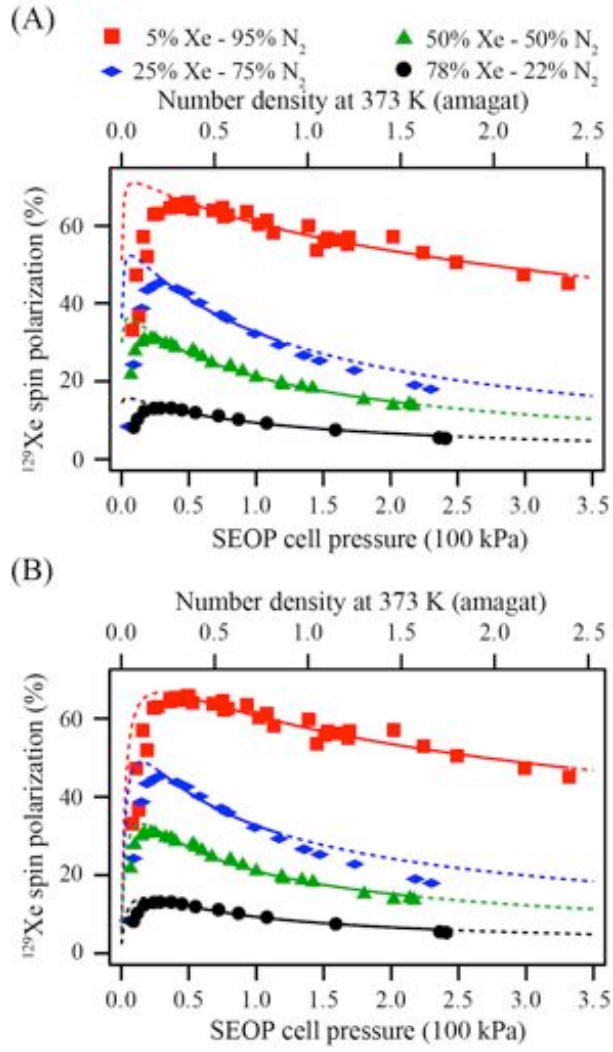 (A)
5% Xe - 95% N2 50% Xe - 50% N2
25% Xe - 75% N2 78% Xe - 22% N2
Number density at 373 K (amagat)
0.0 0.5 1.0 1.5 2.0 2.5
129Xe spin polarization (%)
60
40
20
0
0.0 0.5 1.0 1.5 2.0 2.5 3.0 3.5
SEOP cell pressure (100 kPa)
(B)
Number density at 373 K (amagat)
0.0 0.5 1.0 1.5 2.0 2.5
129Xe spin polarization (%)
60
40
20
0
0.0 0.5 1.0 1.5 2.0 2.5 3.0 3.5
SEOP cell pressure (100 kPa)